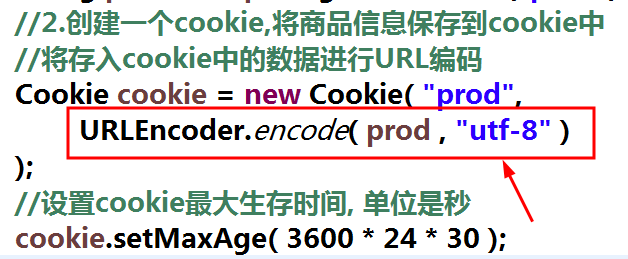 //2.创建一个cookie,将商品信息保存到cookie中
//将存入cookie中的数据进行URL编码
Cookie cookie = new Cookie( "prod",
URLEncoder.encode( prod , "utf-8" )
);
//设置cookie最大生存时间, 单位是秒
cookie.setMaxAge( 3600 * 24 * 30 );